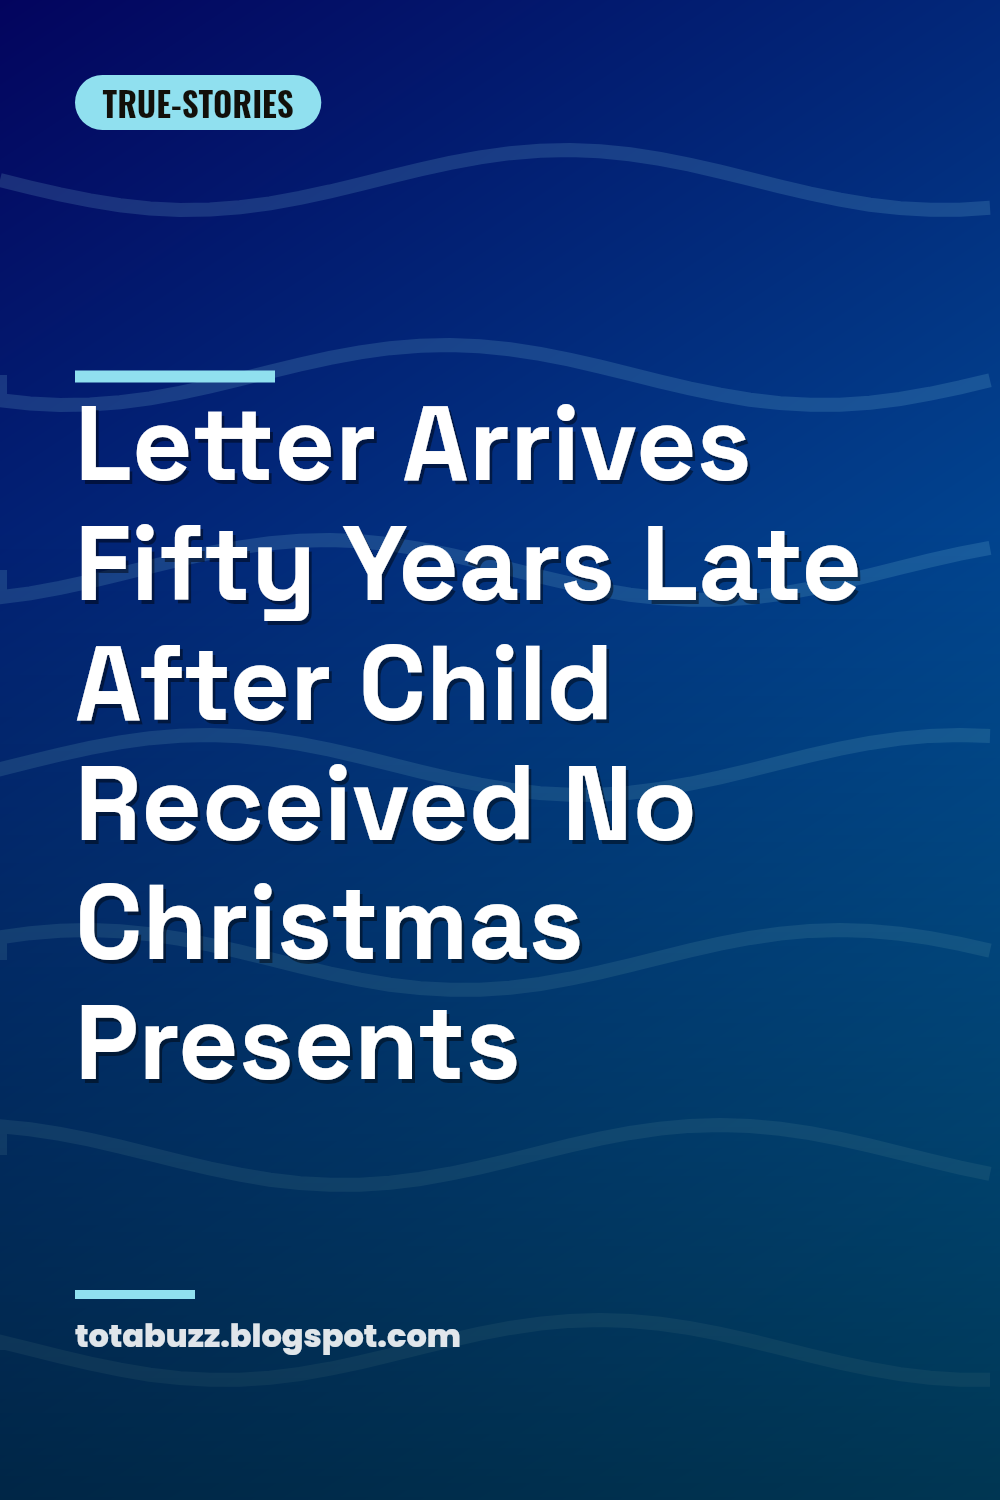 TRUE-STORIES
Letter Arrives
Fifty Years Late
After Child
Received No
Christmas
Presents
totabuzz.blogspot.com